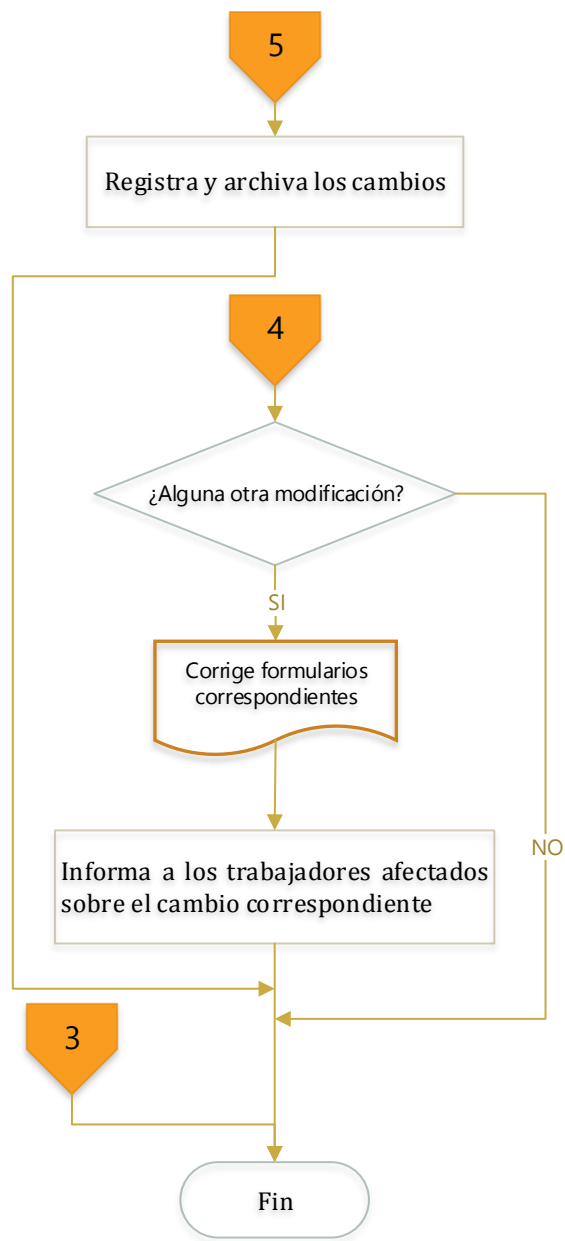 5
Registra y archiva los cambios
4
¿Alguna otra modificación?
SI
Corrige formularios
correspondientes
Informa a los trabajadores afectados
sobre el cambio correspondiente
NO
3
Fin